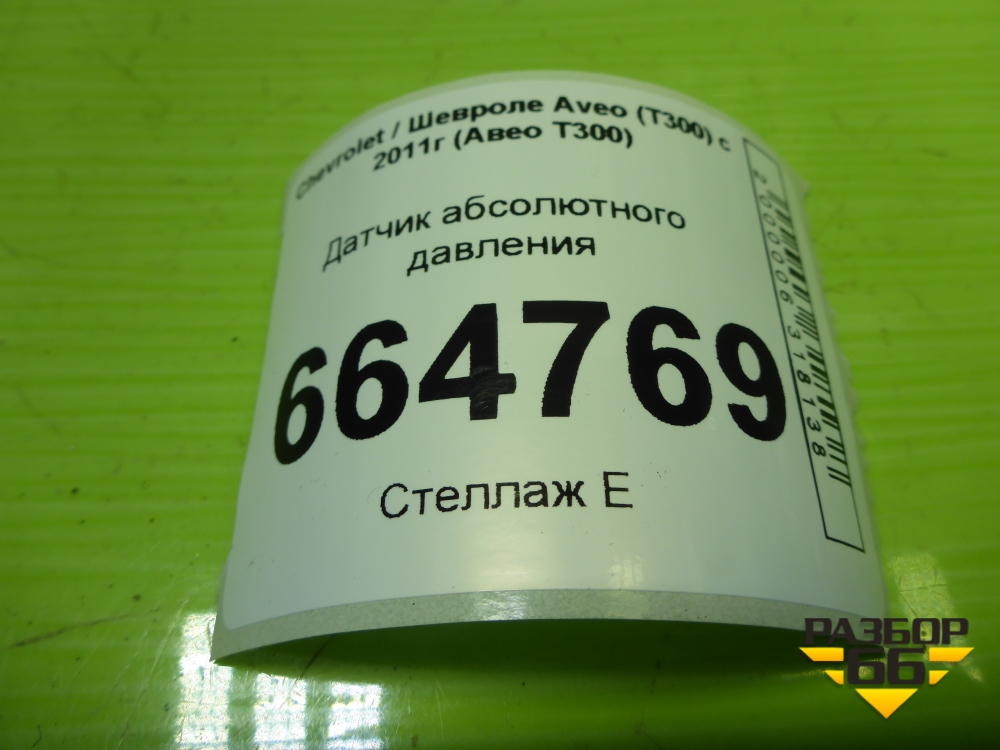 Chevrolet / Шевроле Aveo (T300) с
2011г (Авео Т300)
Датчик абсолютного
давления
664769
Стеллаж Е
2000006318138
РАЗБОР
66